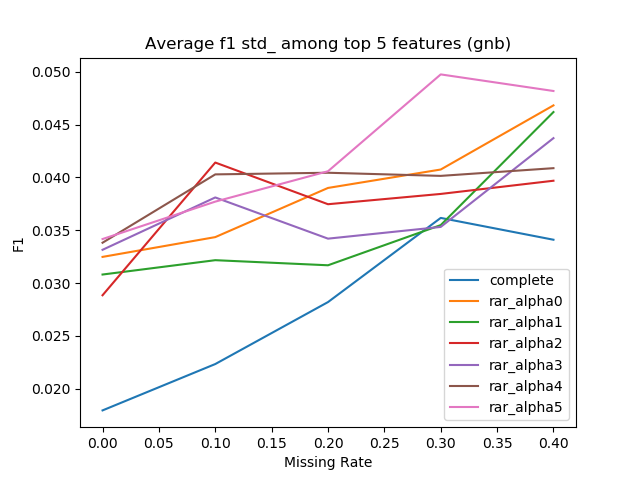 Average f1 std_ among top 5 features (gnb)
F1
0.050
0.045
0.040
0.035
0.030
0.025
0.020
0.00 0.05 0.10 0.15 0.20 0.25 0.30 0.35 0.40
Missing Rate
complete
rar_alpha0
rar_alpha1
rar_alpha2
rar_alpha3
rar_alpha4
rar_alpha5